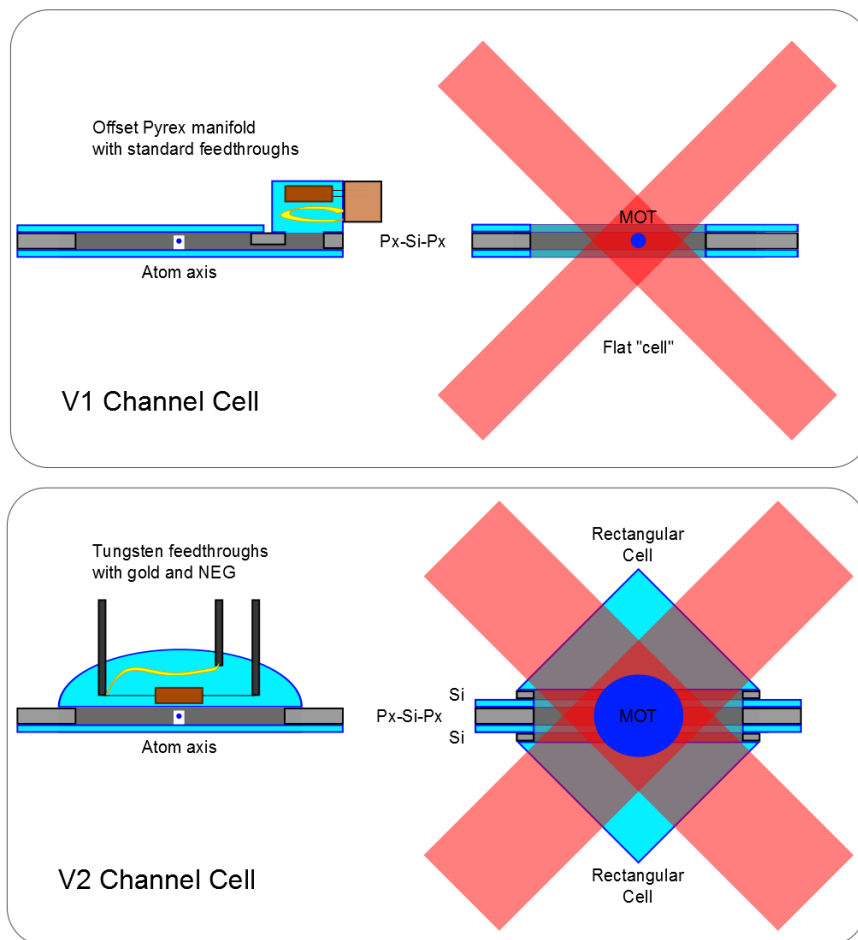 Offset Pyrex manifold
with standard feedthroughs
MOT
Px-Si-Px
Atom axis
Flat "cell"
V1 Channel Cell
Tungsten feedthroughs
with gold and NEG
Rectangular
Cell
Si
Px-Si-Px
MOT
Si
Atom axis
V2 Channel Cell
Rectangular
Cell